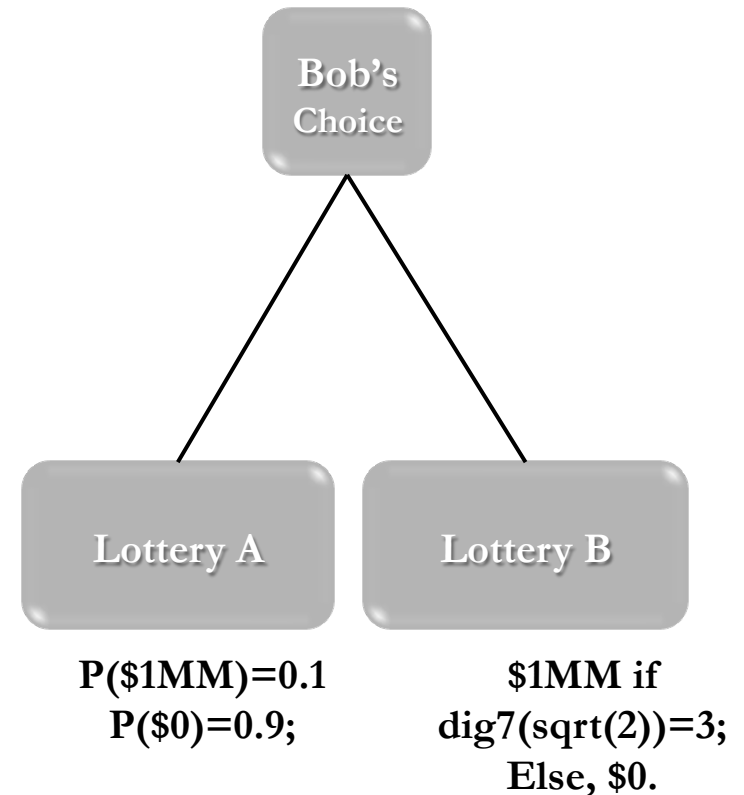 Bob’s
Choice
Lottery A
Lottery B
P($1MM)=0.1
P($0)=0.9;
$1MM if
dig7(sqrt(2))=3;
Else, $0.